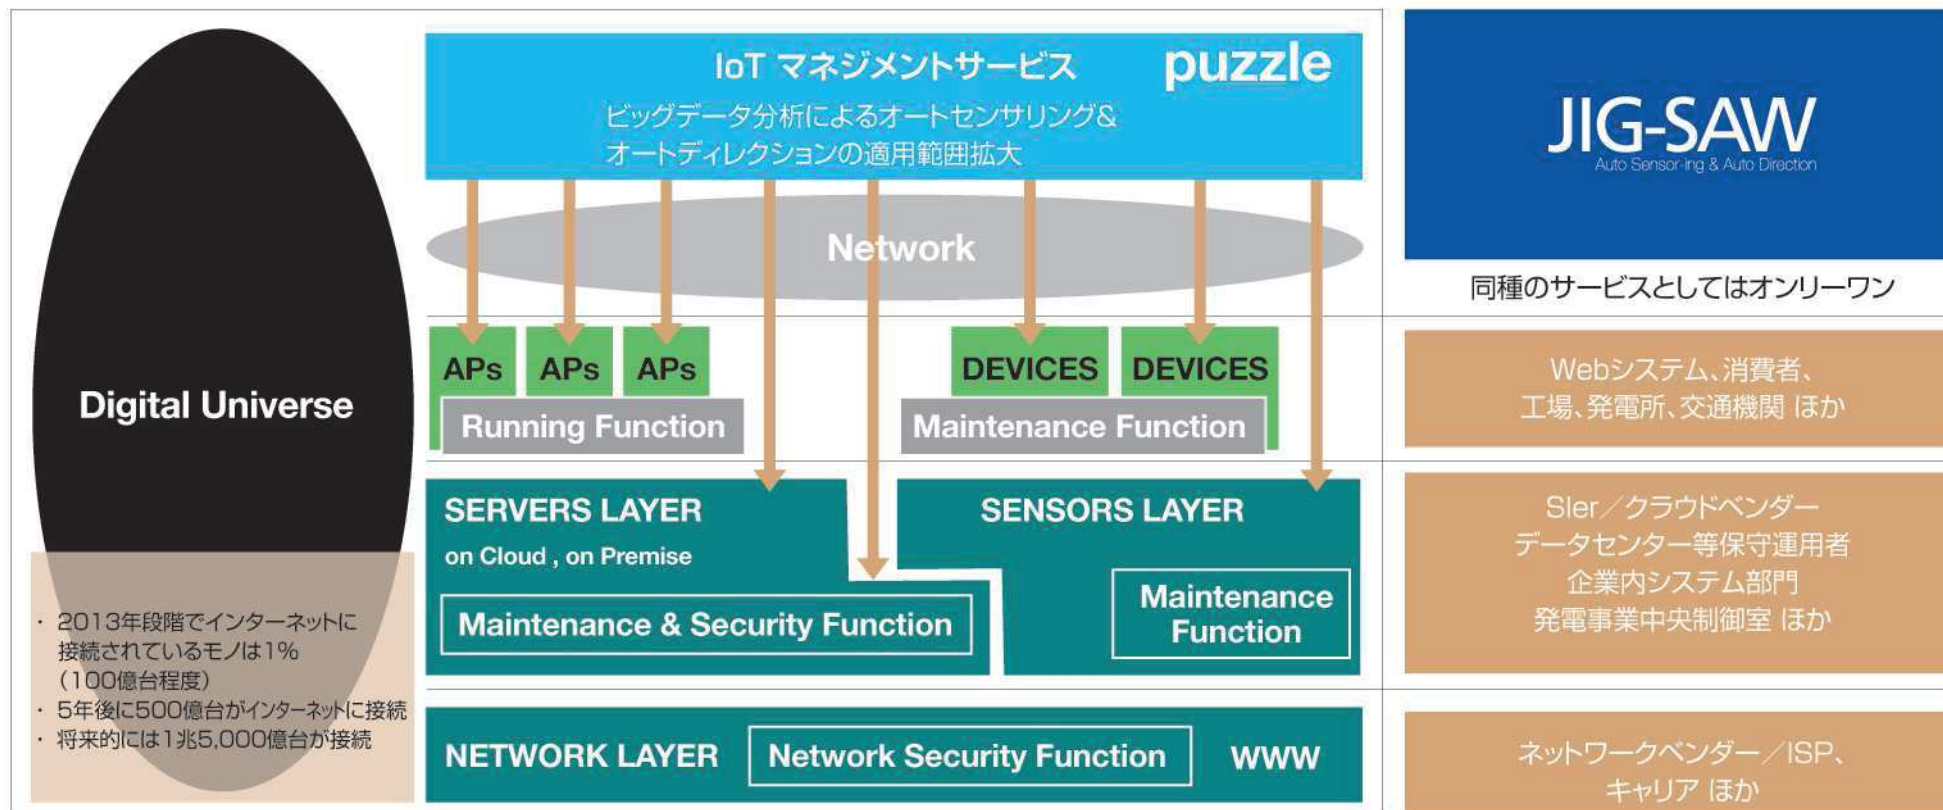 Digital Universe
・ 2013年段階でインターネットに
接続されているモノは1%
（100億台程度）
・ 5年後に500億台がインターネットに接続
・ 将来的には1兆5,000億台が接続
IoT マネジメントサービス
puzzle
ビッグデータ分析によるオートセンサリング&
オートディレクションの適用範囲拡大
Network
APs
APs
APs
Running Function
DEVICES
DEVICES
Maintenance Function
SERVERS LAYER
on Cloud , on Premise
Maintenance & Security Function
SENSORS LAYER
Maintenance
Function
NETWORK LAYER
Network Security Function
WWW
JIG-SAW
Auto Sensor-ing & Auto Direction
同種のサービスとしてはオンリーワン
Webシステム、消費者、
工場、発電所、交通機関 ほか
SIer／クラウドベンダー
データセンター等保守運用者
企業内システム部門
発電事業中央制御室 ほか
ネットワークベンダー／ISP、
キャリア ほか